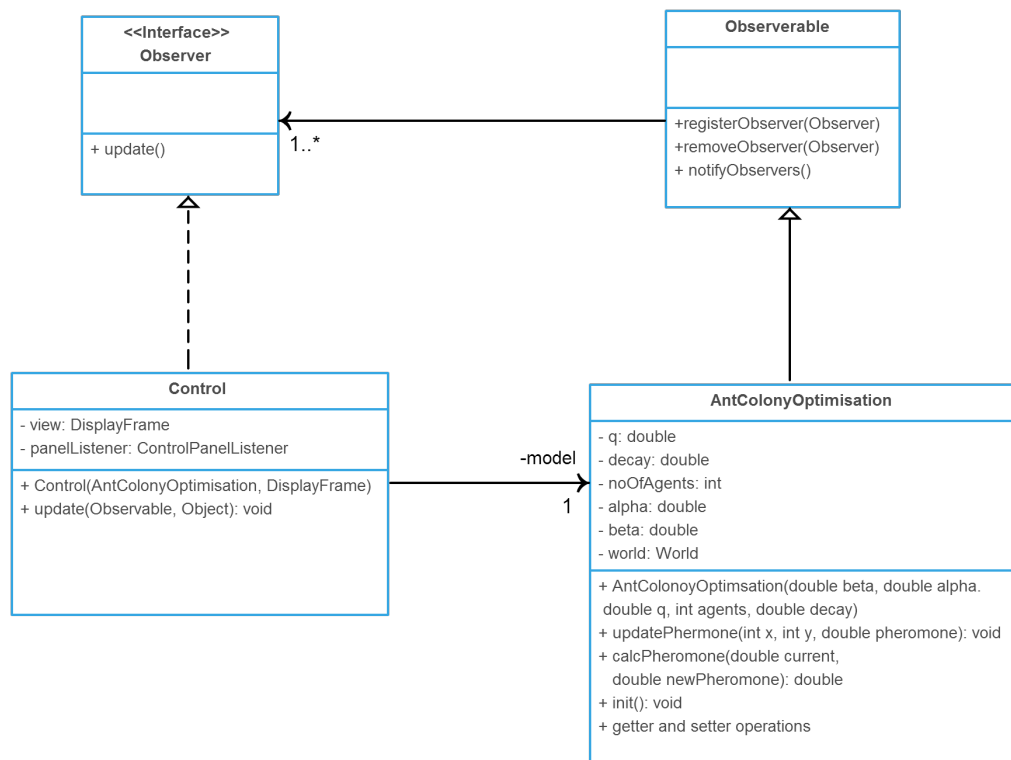 <<Interface>>
Observer
+ update()
Observerable
+registerObserver(Observer)
+removeObserver(Observer)
+ notifyObservers()
1..*
Control
- view: DisplayFrame
- panelListener: ControlPanelListener
+ Control(AntColonyOptimisation, DisplayFrame)
+ update(Observable, Object): void
-model
1
AntColonyOptimisation
- q: double
- decay: double
- noOfAgents: int
- alpha: double
- beta: double
- world: World
+ AntColonoyOptimsation(double beta, double alpha.
double q, int agents, double decay)
+ updatePhermone(int x, int y, double pheromone): void
+ calcPheromone(double current,
double newPheromone): double
+ init(): void
+ getter and setter operations